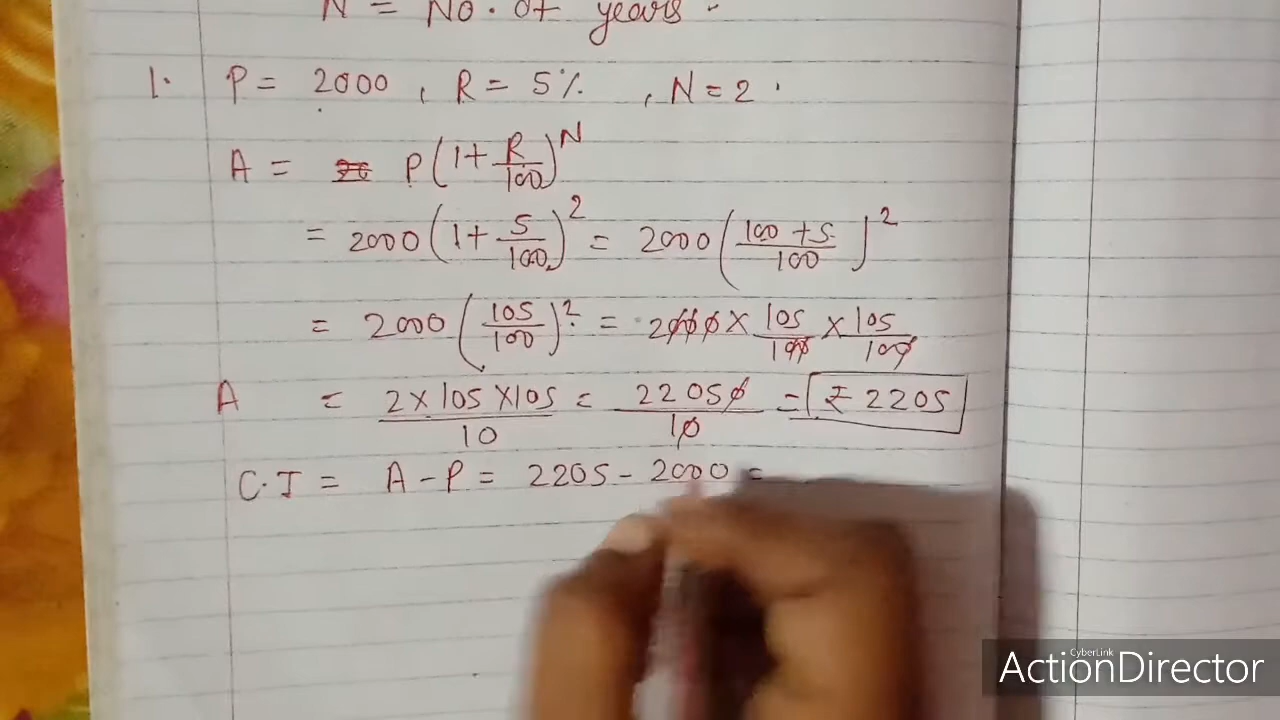 N = No. of years.
1. P = 2000, R = 5%, N = 2.
A = P(1+R/100)^N
= 2000(1+5/100)^2 = 2000(100+5/100)^2
= 2000(105/100)^2 = 2000 × 105/100 × 105/100
A = 2×105×105/10 = 22050/10 = ₹ 2205
C.I = A - P = 2205 - 2000 =
CyberLink
ActionDirector